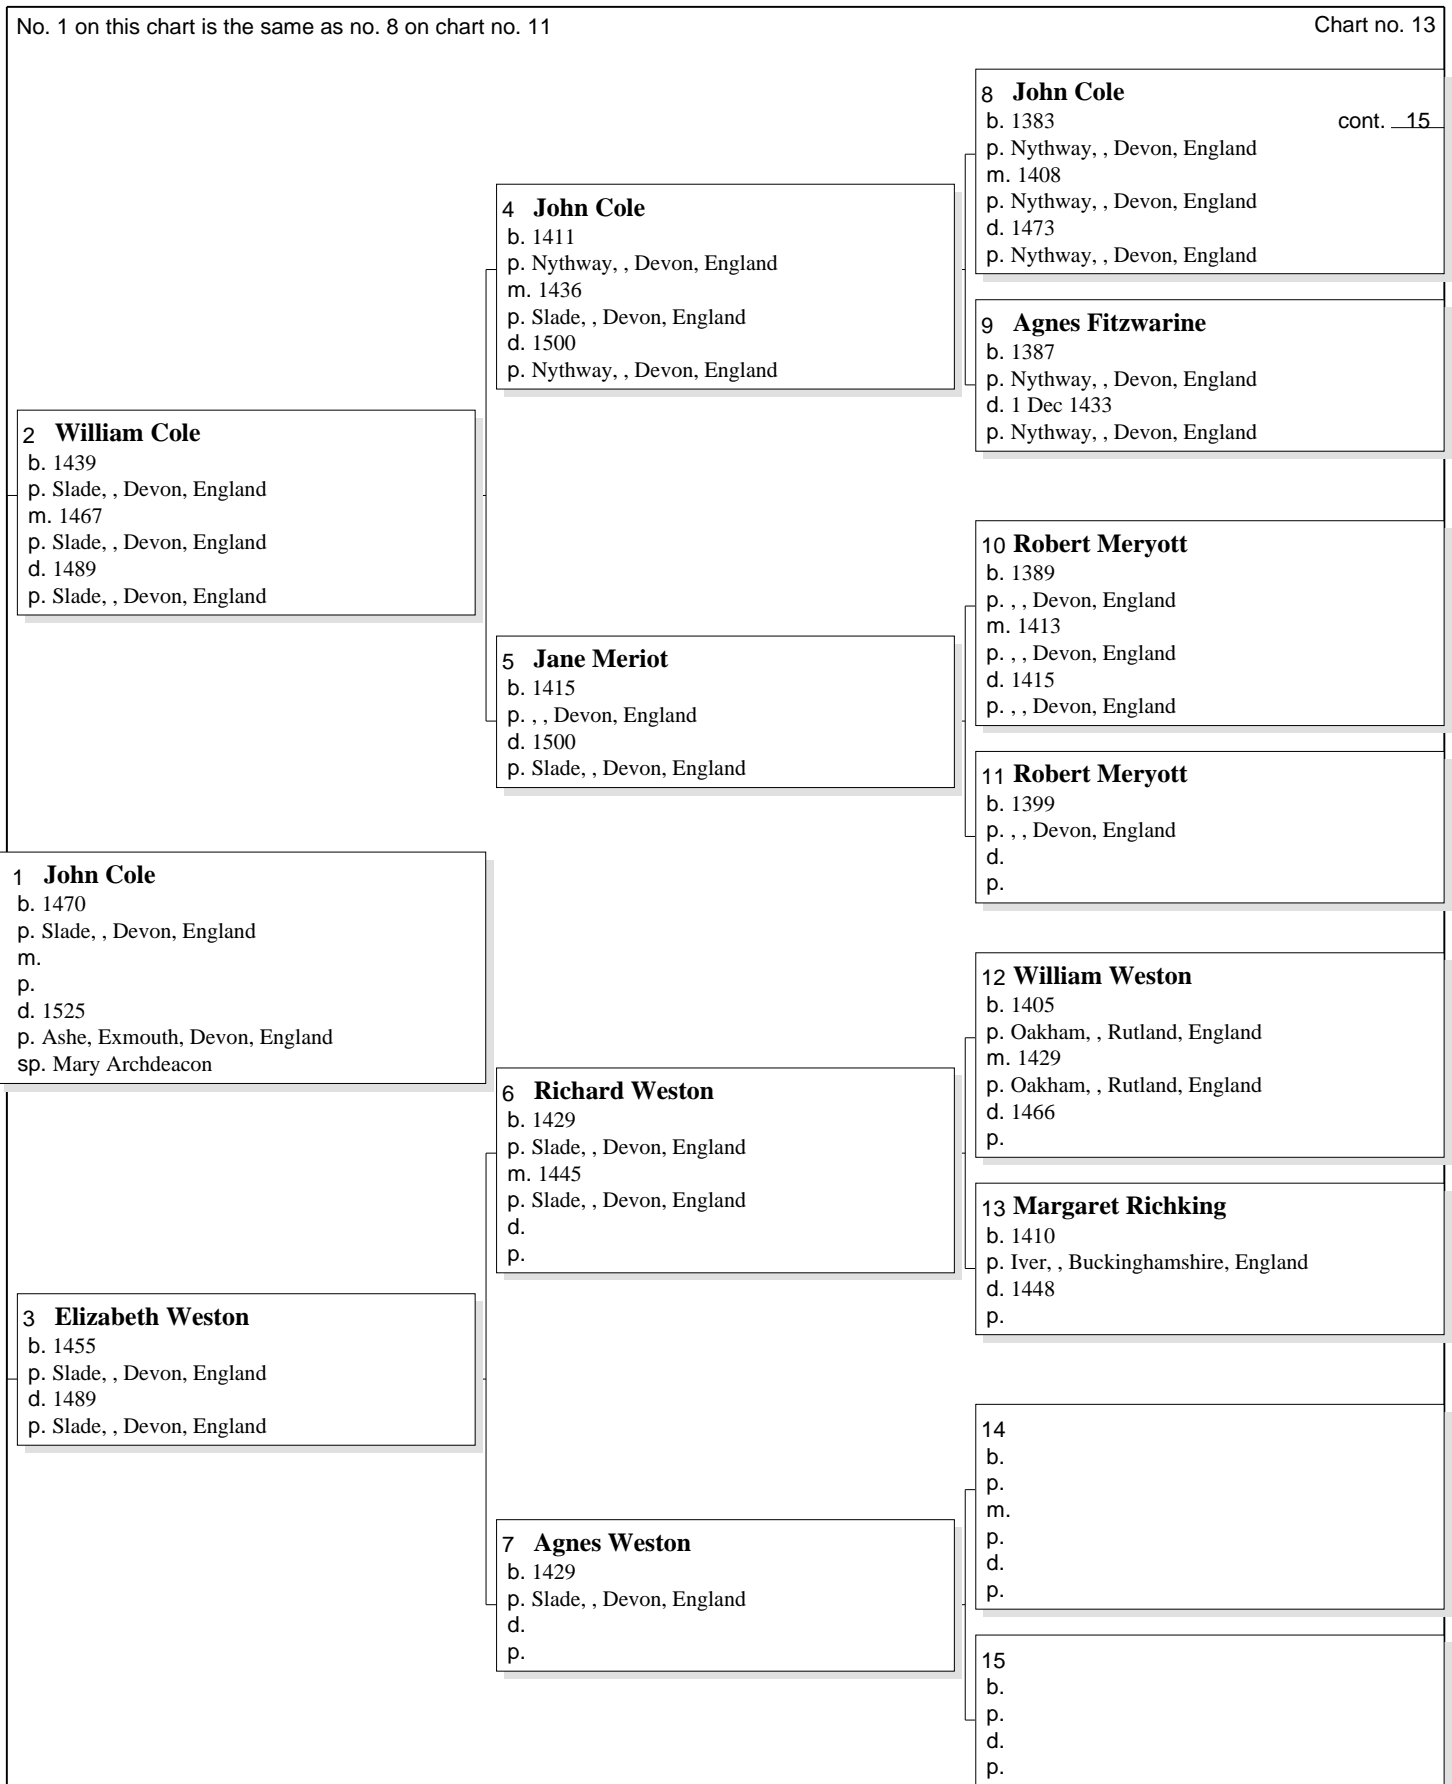 No. 1 on this chart is the same as no. 8 on chart no. 11
Chart no. 13
8 John Cole
b. 1383
cont. 15
p. Nythway, , Devon, England
m. 1408
p. Nythway, , Devon, England
d. 1473
p. Nythway, , Devon, England
4 John Cole
b. 1411
p. Nythway, , Devon, England
m. 1436
p. Slade, , Devon, England
d. 1500
p. Nythway, , Devon, England
9 Agnes Fitzwarine
b. 1387
p. Nythway, , Devon, England
d. 1 Dec 1433
p. Nythway, , Devon, England
2 William Cole
b. 1439
p. Slade, , Devon, England
m. 1467
p. Slade, , Devon, England
d. 1489
p. Slade, , Devon, England
10 Robert Meryott
b. 1389
p. , , Devon, England
m. 1413
p. , , Devon, England
d. 1415
p. , , Devon, England
5 Jane Meriot
b. 1415
p. , , Devon, England
d. 1500
p. Slade, , Devon, England
11 Robert Meryott
b. 1399
p. , , Devon, England
d.
p.
1 John Cole
b. 1470
p. Slade, , Devon, England
m.
p.
d. 1525
p. Ashe, Exmouth, Devon, England
sp. Mary Archdeacon
12 William Weston
b. 1405
p. Oakham, , Rutland, England
m. 1429
p. Oakham, , Rutland, England
d. 1466
p.
6 Richard Weston
b. 1429
p. Slade, , Devon, England
m. 1445
p. Slade, , Devon, England
d.
p.
13 Margaret Richking
b. 1410
p. Iver, , Buckinghamshire, England
d. 1448
p.
3 Elizabeth Weston
b. 1455
p. Slade, , Devon, England
d. 1489
p. Slade, , Devon, England
14
b.
p.
m.
p.
d.
p.
7 Agnes Weston
b. 1429
p. Slade, , Devon, England
d.
p.
15
b.
p.
d.
p.